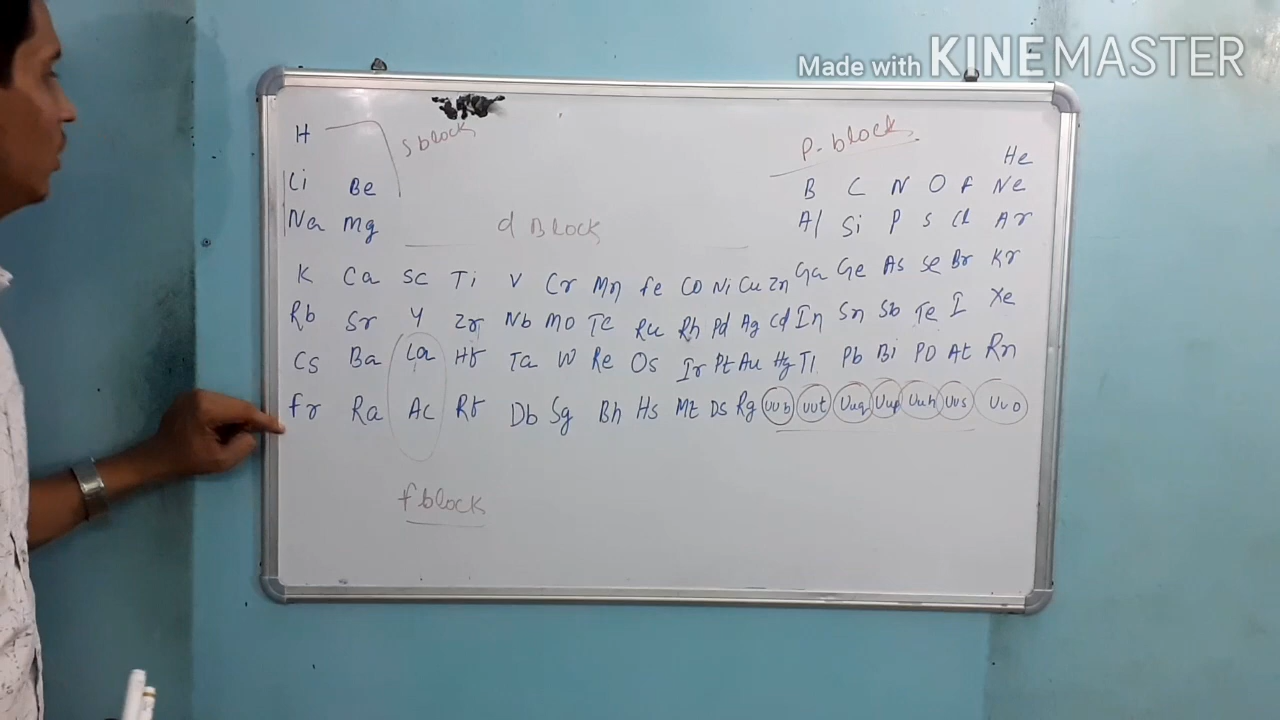 Made with KINEMASTER
H S block P-block He
Li Be B C N O F Ne
Na Mg d Block Al Si P S Cl Ar
K Ca Sc Ti V Cr Mn fe CO Ni Cu Zn Ga Ge As Se Br Kr
Rb Sr Y Zr Nb MO Tc Ru Rh Pd Ag Cd In Sn Sb Te I Xe
Cs Ba La Hf Ta W Re Os Ir Pt Au Hg Tl Pb Bi PO At Rn
fr Ra Ac Rf Db Sg Bh Hs Mt DS Rg UUb UUt Uuq Uup Uuh UUS UUO
f block